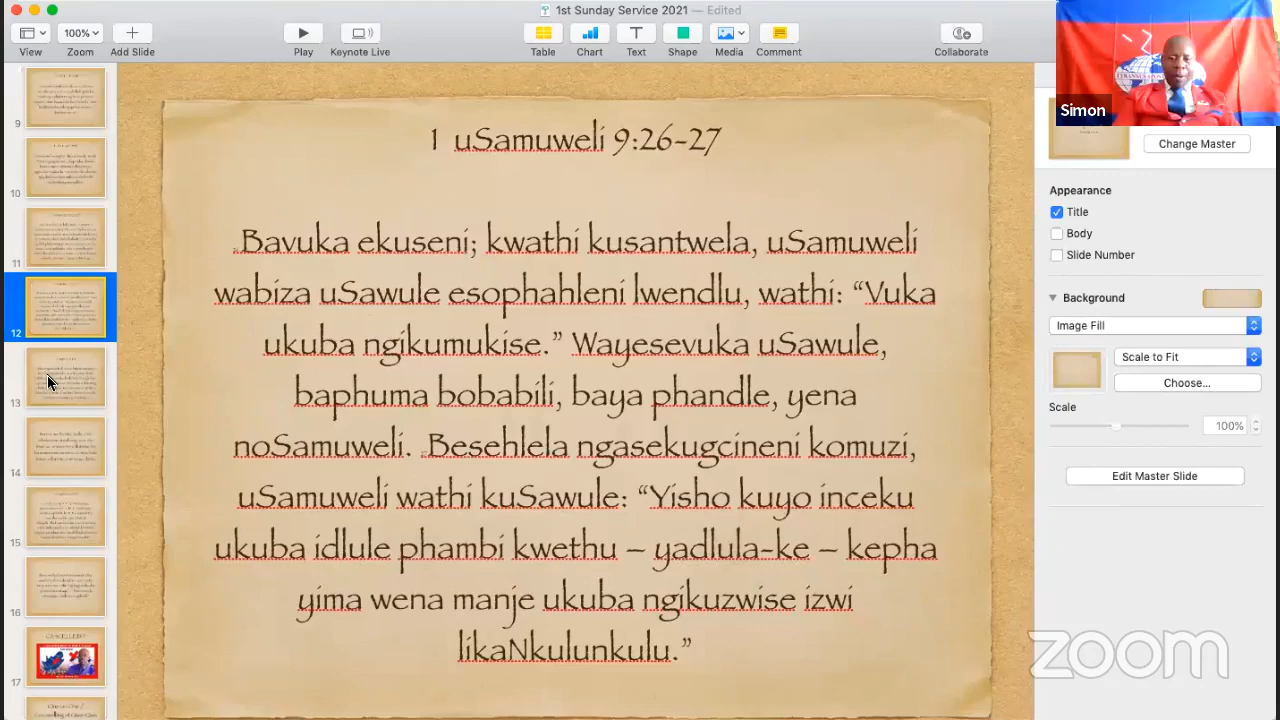 1st Sunday Service 2021 — Edited
View
100%
Zoom
Add Slide
Play
Keynote Live
Table
Chart
Text
Shape
Media
Comment
Collaborate
Simon
9
10
11
12
13
14
15
16
CANCELLED?
17
1 uSamuweli 9:26-27
Bavuka ekuseni; kwathi kusantwela, uSamuweli
wabiza uSawule esophahleni lwendlu, wathi: “Vuka
ukuba ngikumukise.” Wayesevuka uSawule,
baphuma bobabili, baya phandle, yena
noSamuweli. Besehlela ngasekugcineni komuzi,
uSamuweli wathi kuSawule: “Yisho kuyo inceku
ukuba idlule phambi kwethu – yadlula-ke – kepha
yima wena manje ukuba ngikuzwise izwi
likaNkulunkulu.”
Change Master
Appearance
Title
Body
Slide Number
Background
Image Fill
Scale to Fit
Choose...
Scale
100%
Edit Master Slide
zoom